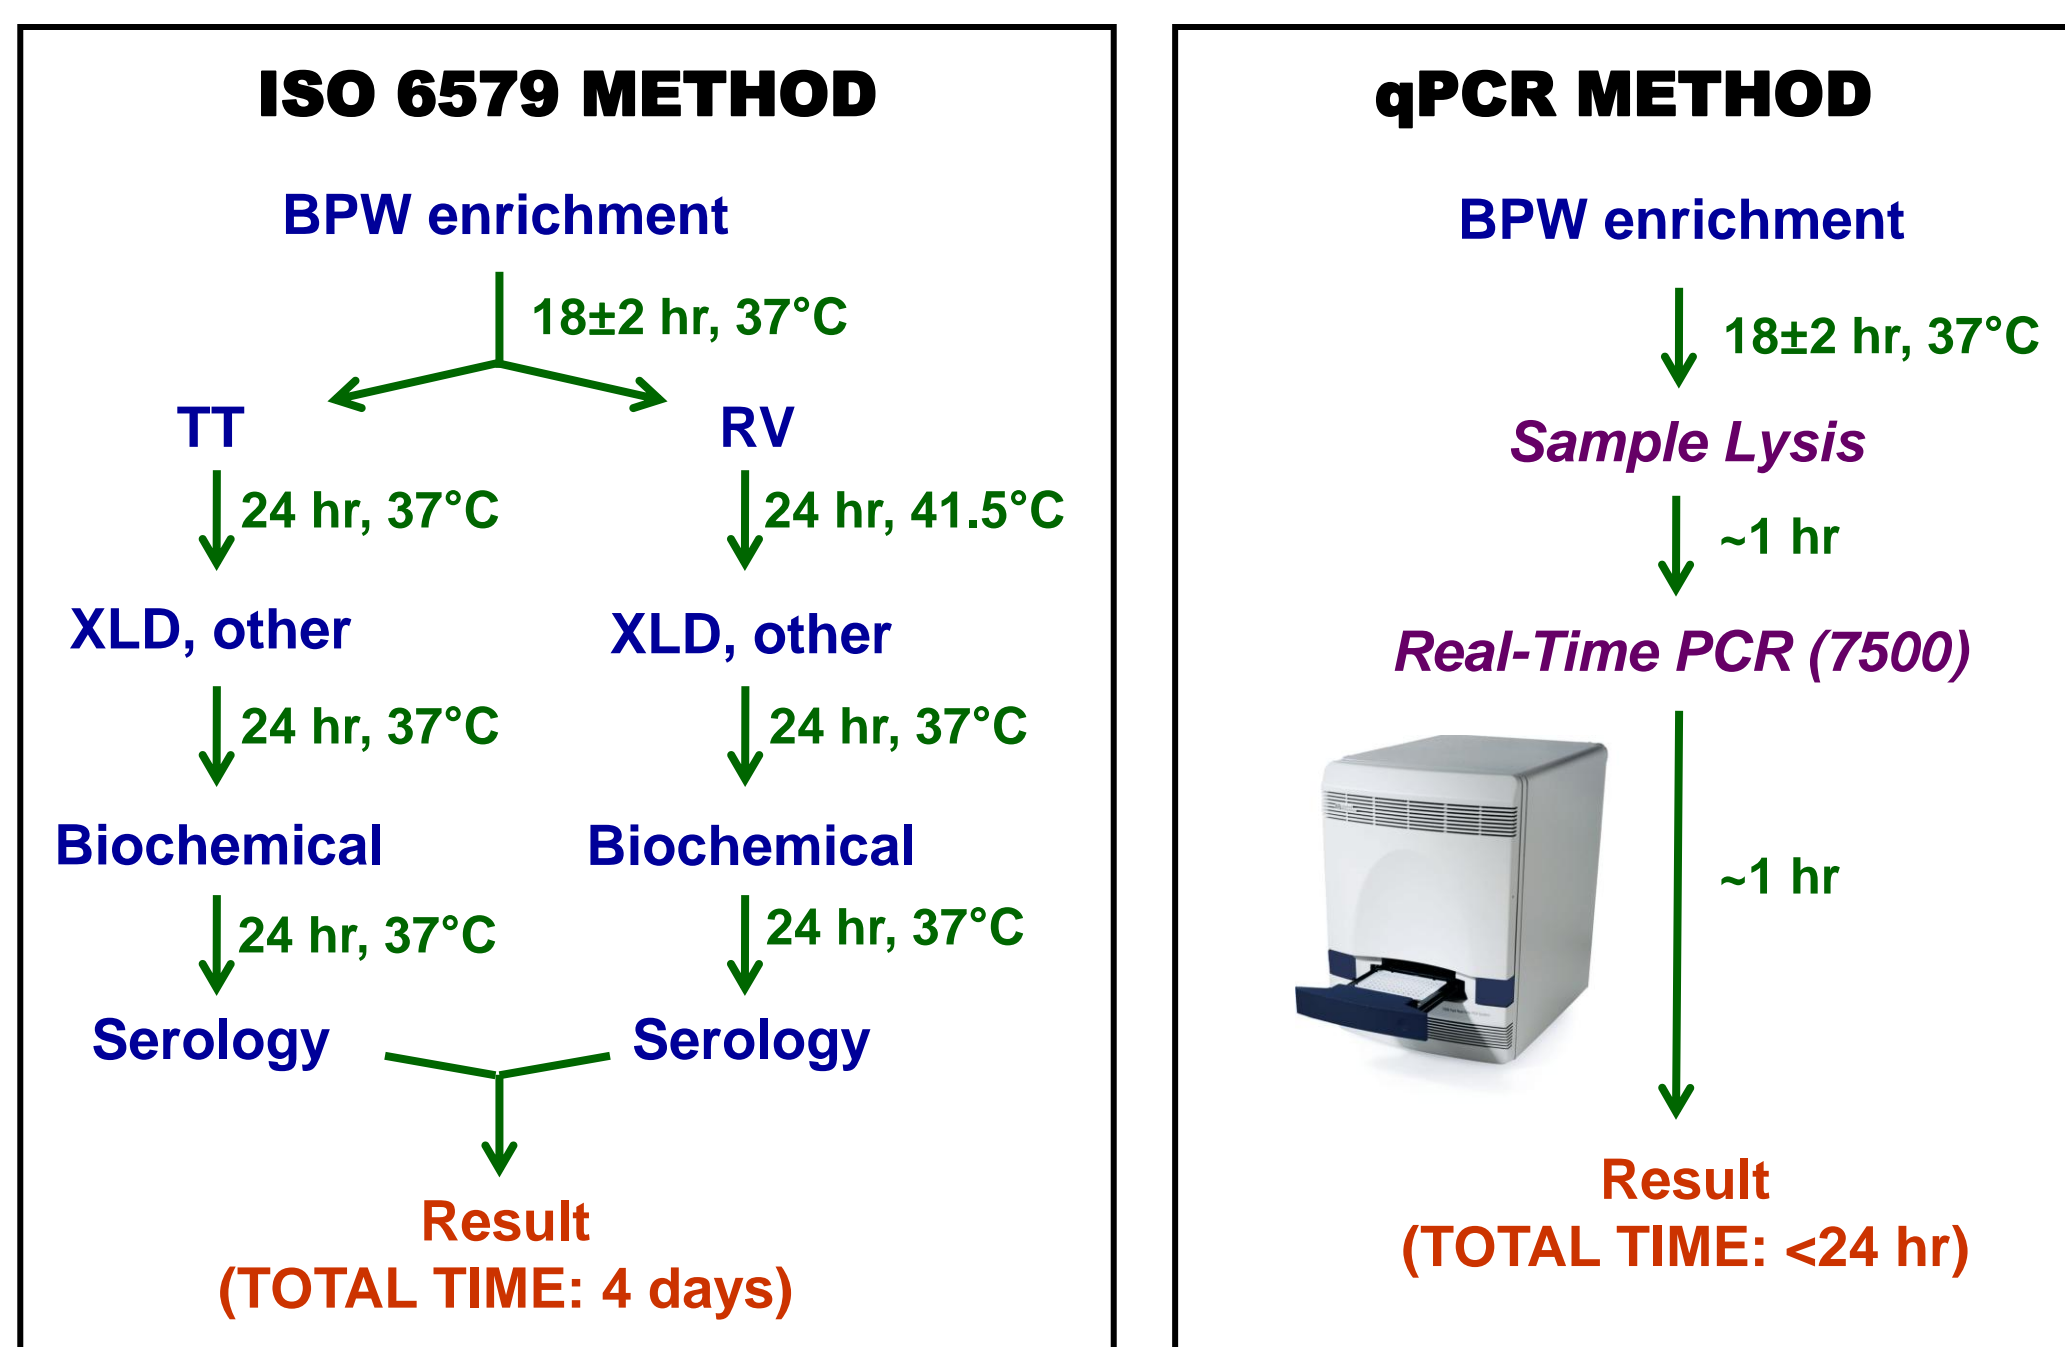 ISO 6579 METHOD
BPW enrichment
18±2 hr, 37°C
TT
RV
24 hr, 37°C
24 hr, 41.5°C
XLD, other
XLD, other
24 hr, 37°C
24 hr, 37°C
Biochemical
Biochemical
24 hr, 37°C
24 hr, 37°C
Serology
Serology
Result
(TOTAL TIME: 4 days)
qPCR METHOD
BPW enrichment
18±2 hr, 37°C
Sample Lysis
~1 hr
Real-Time PCR (7500)
~1 hr
Result
(TOTAL TIME: <24 hr)